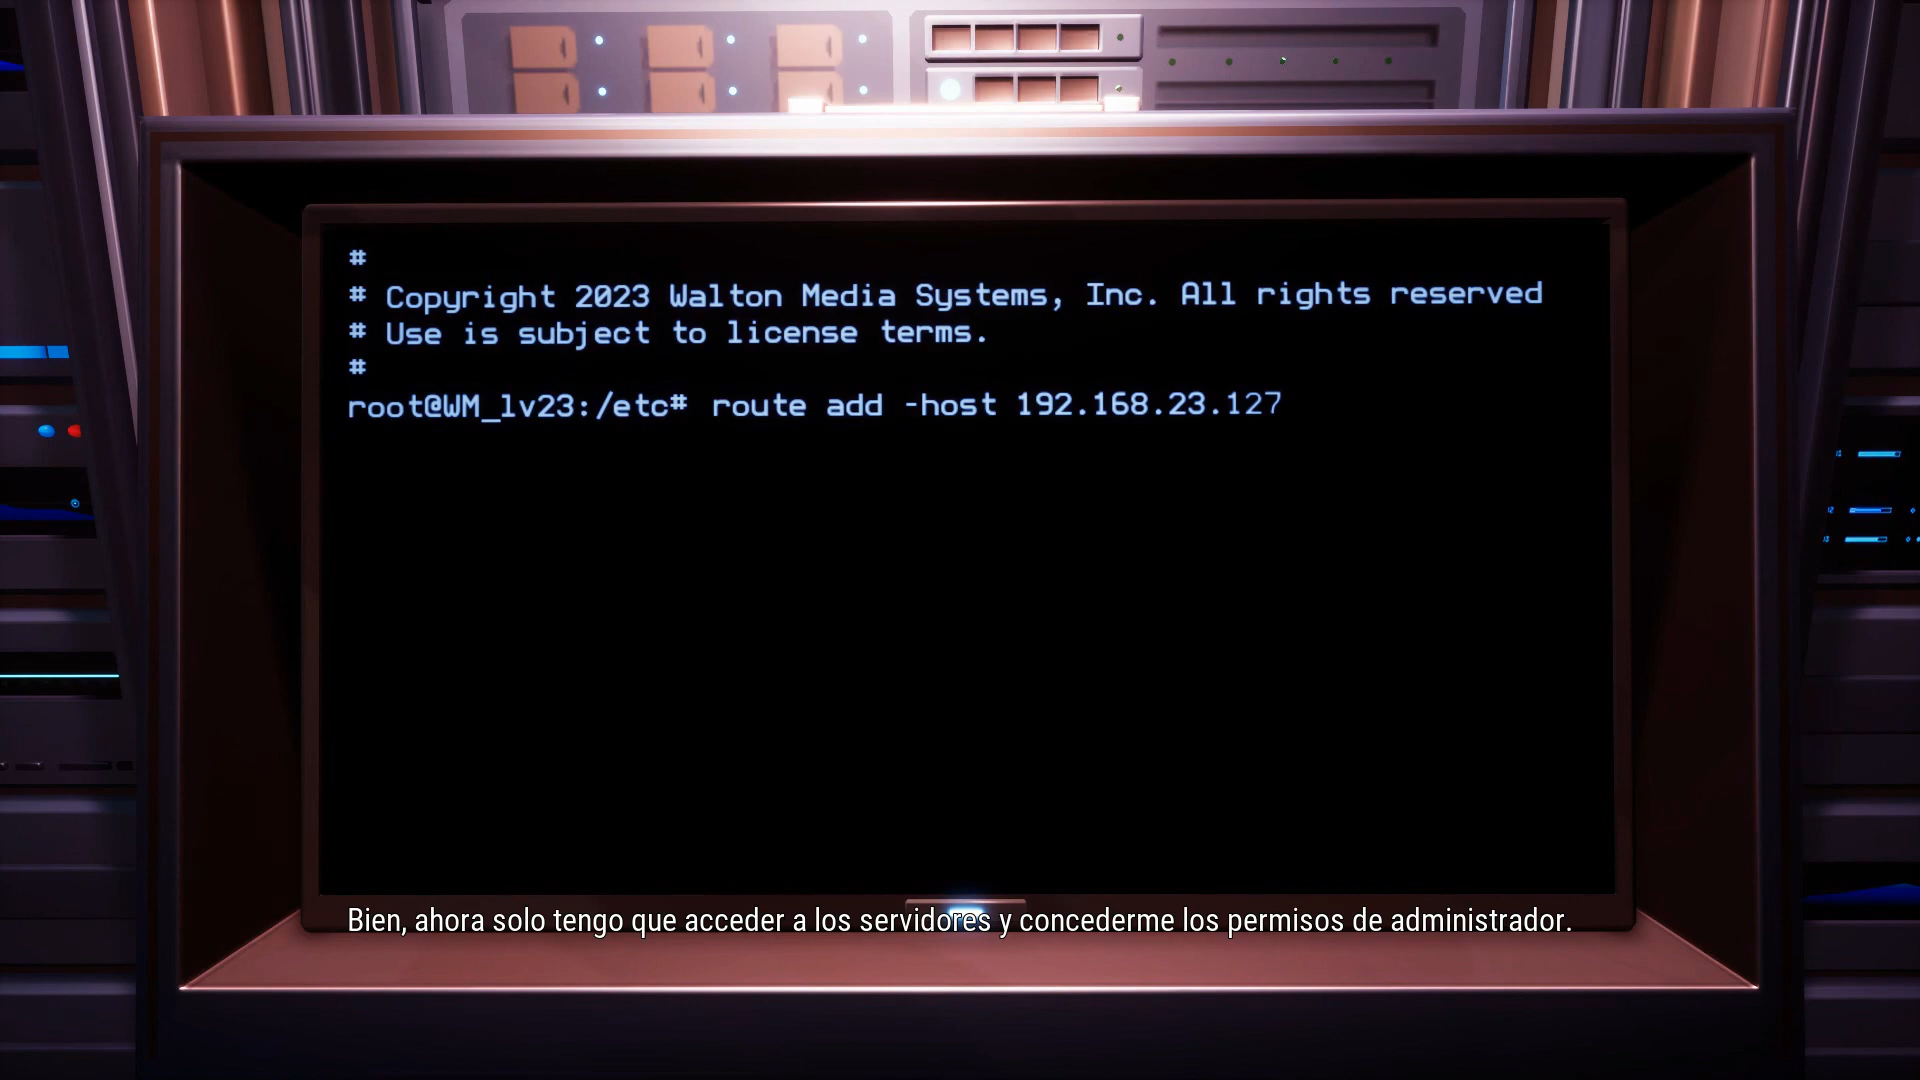 #
# Copyright 2023 Walton Media Systems, Inc. All rights reserved
# Use is subject to license terms.
#
root@WM_lv23:/etc# route add -host 192.168.23.127
Bien, ahora solo tengo que acceder a los servidores y concederme los permisos de administrador.